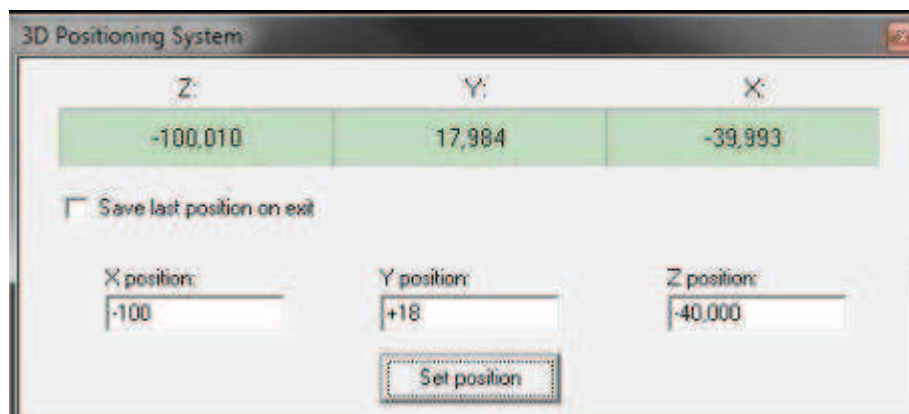 3D Positioning System
Z: Y: X:
-100,010 17,984 -39,993
Save last position on exit
X position: Y position: Z position:
-100 +18 -40,000
Set position